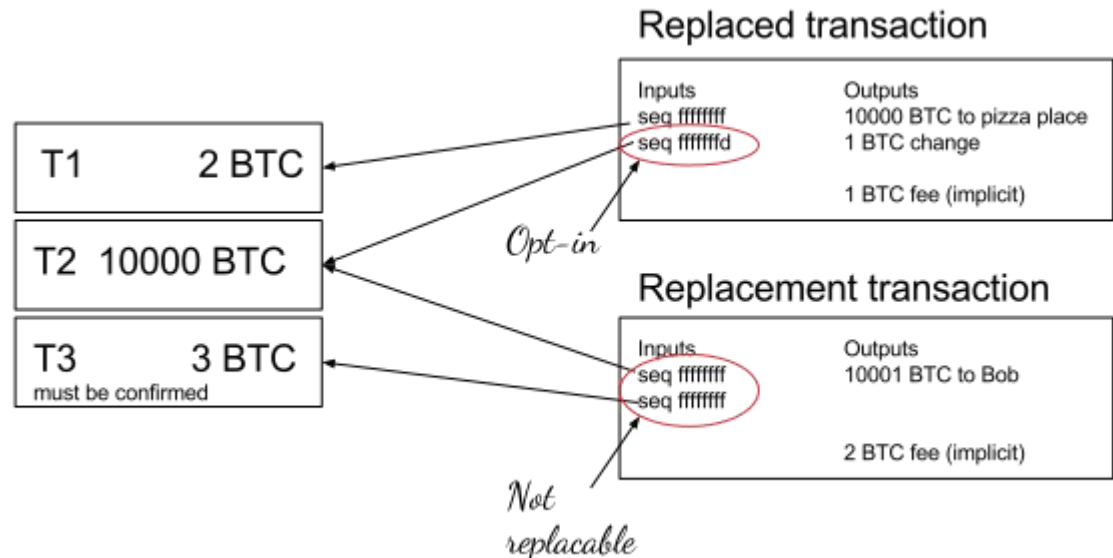 Replaced transaction
Inputs
seq ffffffff
seq fffffffd
Outputs
10000 BTC to pizza place
1 BTC change
1 BTC fee (implicit)
T1 2 BTC
T2 10000 BTC
T3 3 BTC
must be confirmed
Opt-in
Replacement transaction
Inputs
seq ffffffff
seq ffffffff
Outputs
10001 BTC to Bob
2 BTC fee (implicit)
Not
replacable